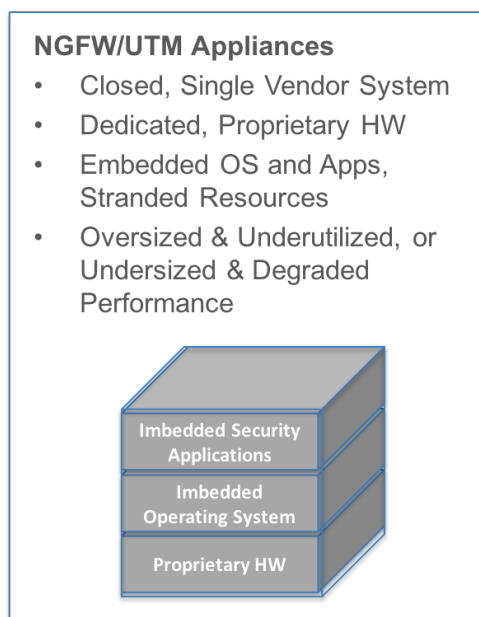 NGFW/UTM Appliances
• Closed, Single Vendor System
• Dedicated, Proprietary HW
• Embedded OS and Apps,
Stranded Resources
• Oversized & Underutilized, or
Undersized & Degraded
Performance
Imbedded Security
Applications
Imbedded
Operating System
Proprietary HW